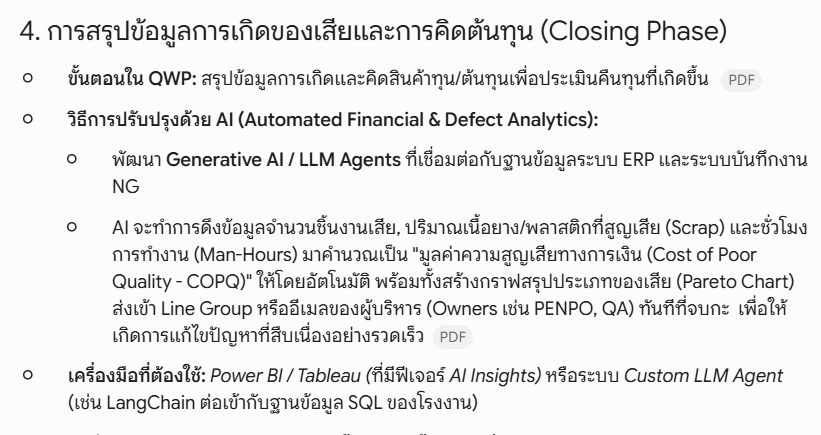 4. การสรุปข้อมูลการเกิดของเสียและการคิดต้นทุน (Closing Phase)
ขั้นตอนใน QWP: สรุปข้อมูลการเกิดและคิดสินค้าทุน/ต้นทุนเพื่อประเมินคืนทุนที่เกิดขึ้น PDF
วิธีการปรับปรุงด้วย AI (Automated Financial & Defect Analytics):
พัฒนา Generative AI / LLM Agents ที่เชื่อมต่อกับฐานข้อมูลระบบ ERP และระบบบันทึกงาน
NG
AI จะทำการดึงข้อมูลจำนวนชิ้นงานเสีย, ปริมาณเนื้อยาง/พลาสติกที่สูญเสีย (Scrap) และชั่วโมง
การทำงาน (Man-Hours) มาคำนวณเป็น "มูลค่าความสูญเสียทางการเงิน (Cost of Poor
Quality - COPQ)" ให้โดยอัตโนมัติ พร้อมทั้งสร้างกราฟสรุปประเภทของเสีย (Pareto Chart)
ส่งเข้า Line Group หรืออีเมลของผู้บริหาร (Owners เช่น PENPO, QA) ทันทีที่จบกะ เพื่อให้
เกิดการแก้ไขปัญหาที่สืบเนื่องอย่างรวดเร็ว PDF
เครื่องมือที่ต้องใช้: Power BI / Tableau (ที่มีฟีเจอร์ AI Insights) หรือระบบ Custom LLM Agent
(เช่น LangChain ต่อเข้ากับฐานข้อมูล SQL ของโรงงาน)